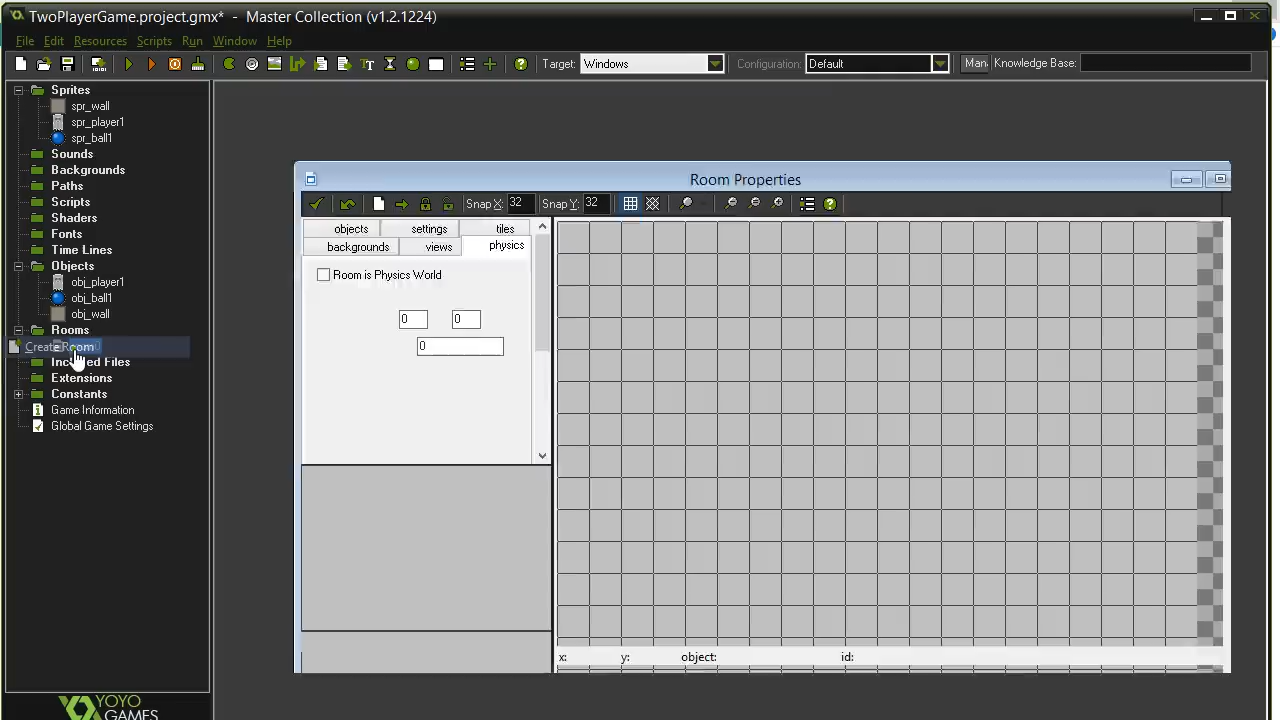 TwoPlayerGame.project.gmx* - Master Collection (v1.2.1224)
File Edit Resources Scripts Run Window Help
Target: Windows Configuration: Default Man Knowledge Base:
Sprites
spr_wall
spr_player1
spr_ball1
Sounds
Backgrounds
Paths
Scripts
Shaders
Fonts
Time Lines
Objects
obj_player1
obj_ball1
obj_wall
Rooms
Create Room
Included Files
Extensions
Constants
Game Information
Global Game Settings
YOYO
GAMES
Room Properties
Snap X: 32 Snap Y: 32
objects settings tiles
backgrounds views physics
Room is Physics World
0 0
0
x: y: object: id: